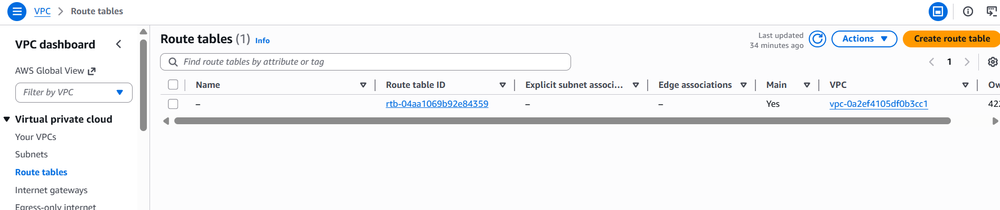 VPC > Route tables
VPC dashboard
AWS Global View
Filter by VPC
Virtual private cloud
Your VPCs
Subnets
Route tables
Internet gateways
Egress-only internet
Route tables (1) Info
Last updated
34 minutes ago
Actions
Create route table
Find route tables by attribute or tag
1
Name Route table ID Explicit subnet associ... Edge associations Main VPC Ow
– rtb-04aa1069b92e84359 – – Yes vpc-0a2ef4105df0b3cc1 422